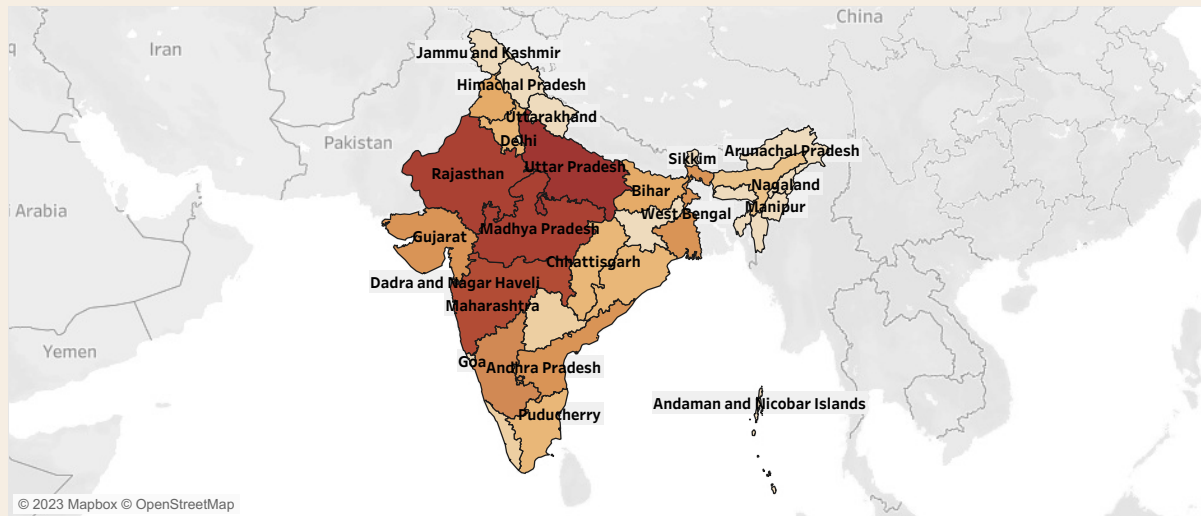 China
Iran
Jammu and Kashmir
Himachal Pradesh
Uttarakhand
Pakistan
Delhi
Arunachal Pradesh
Sikkim
Uttar Pradesh
Rajasthan
Nagaland
Bihar
Manipur
i Arabia
West Bengal
Madhya Pradesh
Gujarat
Chhattisgarh
Dadra and Nagar Haveli
Maharashtra
Yemen
Goa
Andhra Pradesh
Andaman and Nicobar Islands
Puducherry
© 2023 Mapbox © OpenStreetMap